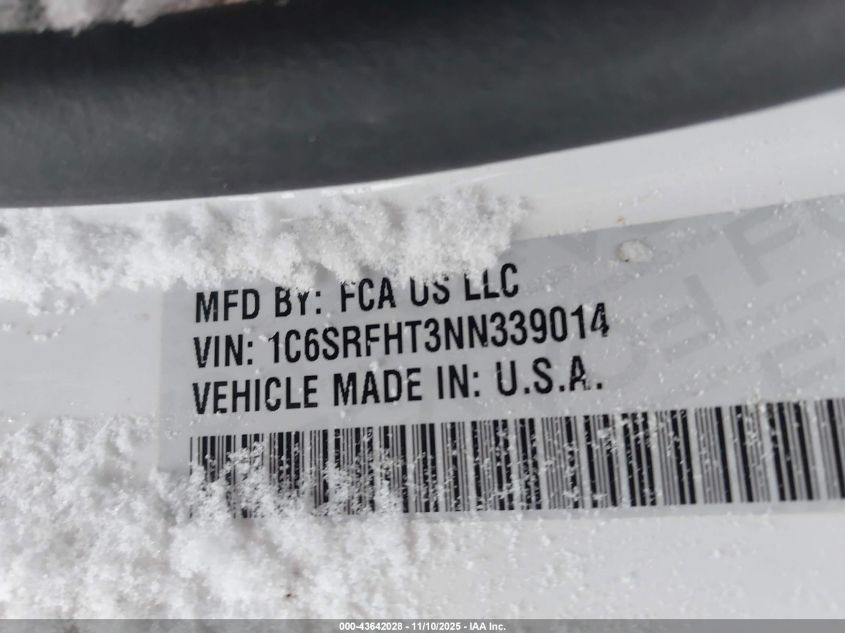 MFD BY: FCA US LLC
VIN: 1C6SRFHT3NN339014
VEHICLE MADE IN: U.S.A.
000-43642028 - 11/10/2025 - IAA Inc.